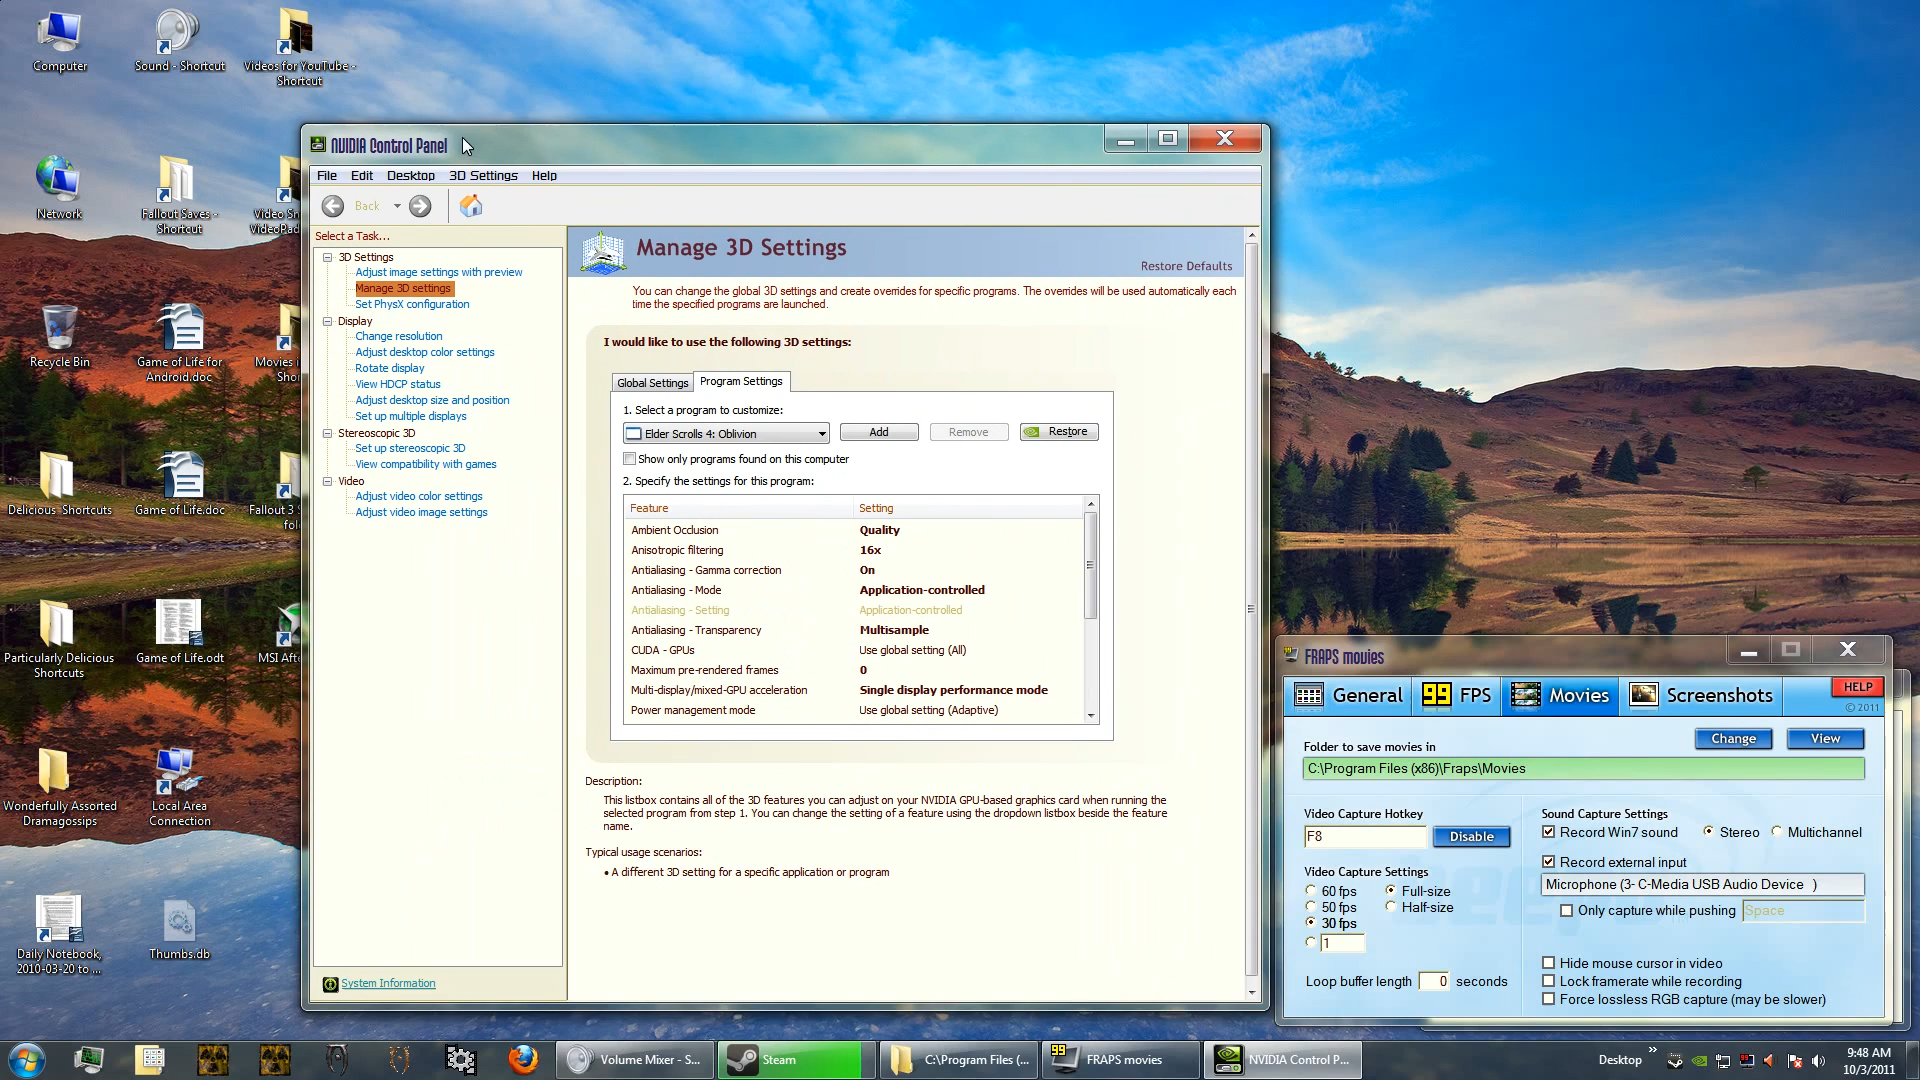 Computer
Sound - Shortcut
Videos for YouTube -
Shortcut
Network
Fallout Saves -
Shortcut
Video
VideoPad
Recycle Bin
Game of Life for
Android.doc
Movies
Delicious Shortcuts
Game of Life.doc
Fallout 3
Particularly Delicious
Shortcuts
Game of Life.odt
MSI
Wonderfully Assorted
Dramagossips
Local Area
Connection
Daily Notebook,
2010-03-20 to ...
Thumbs.db
NVIDIA Control Panel
File Edit Desktop 3D Settings Help
Back
Select a Task...
3D Settings
Adjust image settings with preview
Manage 3D settings
Set PhysX configuration
Display
Change resolution
Adjust desktop color settings
Rotate display
View HDCP status
Adjust desktop size and position
Set up multiple displays
Stereoscopic 3D
Set up stereoscopic 3D
View compatibility with games
Video
Adjust video color settings
Adjust video image settings
System Information
Manage 3D Settings
Restore Defaults
You can change the global 3D settings and create overrides for specific programs. The overrides will be used automatically each
time the specified programs are launched.
I would like to use the following 3D settings:
Global Settings Program Settings
1. Select a program to customize:
Elder Scrolls 4: Oblivion Add Remove Restore
Show only programs found on this computer
2. Specify the settings for this program:
Feature Setting
Ambient Occlusion Quality
Anisotropic filtering 16x
Antialiasing - Gamma correction On
Antialiasing - Mode Application-controlled
Antialiasing - Setting Application-controlled
Antialiasing - Transparency Multisample
CUDA - GPUs Use global setting (All)
Maximum pre-rendered frames 0
Multi-display/mixed-GPU acceleration Single display performance mode
Power management mode Use global setting (Adaptive)
Description:
This listbox contains all of the 3D features you can adjust on your NVIDIA GPU-based graphics card when running the
selected program from step 1. You can change the setting of a feature using the dropdown listbox beside the feature
name.
Typical usage scenarios:
• A different 3D setting for a specific application or program
FRAPS movies
General 99 FPS Movies Screenshots HELP
© 2011
Folder to save movies in Change View
C:\Program Files (x86)\Fraps\Movies
Video Capture Hotkey
F8 Disable
Video Capture Settings
60 fps Full-size
50 fps Half-size
30 fps
1
Loop buffer length 0 seconds
Sound Capture Settings
Record Win7 sound Stereo Multichannel
Record external input
Microphone (3- C-Media USB Audio Device )
Only capture while pushing Space
Hide mouse cursor in video
Lock framerate while recording
Force lossless RGB capture (may be slower)
Volume Mixer - S... Steam C:\Program Files (... 99 FRAPS movies NVIDIA Control P... Desktop »
9:48 AM
10/3/2011